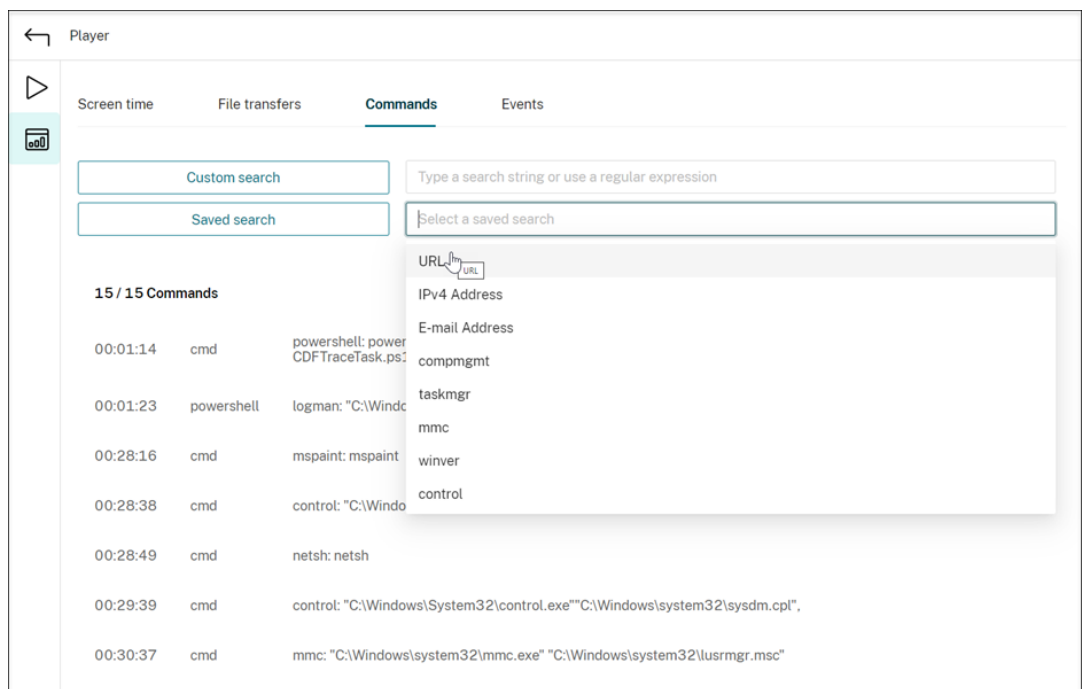 Player
Screen time File transfers Commands Events
Custom search Type a search string or use a regular expression
Saved search Select a saved search
URL
URL
15 / 15 Commands
IPv4 Address
E-mail Address
00:01:14 cmd powershell: power
CDFTraceTask.ps1
compmgmt
taskmgr
00:01:23 powershell logman: "C:\Windo
mmc
00:28:16 cmd mspaint: mspaint
winver
control
00:28:38 cmd control: "C:\Windo
00:28:49 cmd netsh: netsh
00:29:39 cmd control: "C:\Windows\System32\control.exe""C:\Windows\system32\sysdm.cpl",
00:30:37 cmd mmc: "C:\Windows\system32\mmc.exe" "C:\Windows\system32\lusrmgr.msc"